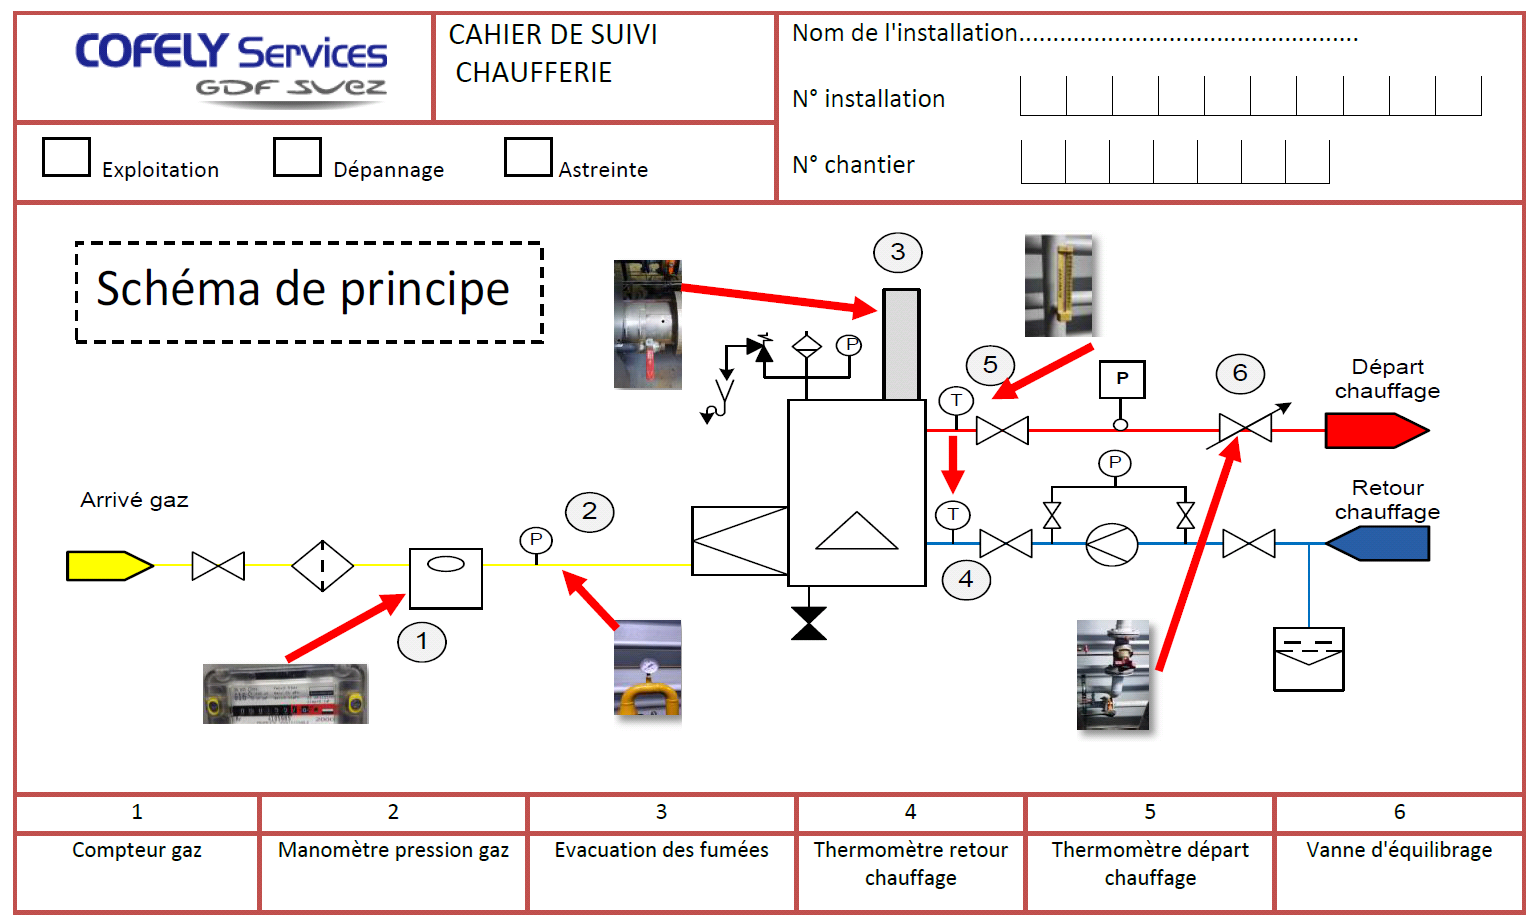 COFELY Services
GDF SUEZ
CAHIER DE SUIVI
CHAUFFERIE
Nom de l'installation..................................................
N° installation
N° chantier
Exploitation
Dépannage
Astreinte
Schéma de principe
3
P
5
T
P
6
Départ
chauffage
P
Retour
chauffage
Arrivé gaz
2
P
T
4
1
2000
1
2
3
4
5
6
Compteur gaz
Manomètre pression gaz
Evacuation des fumées
Thermomètre retour
chauffage
Thermomètre départ
chauffage
Vanne d'équilibrage